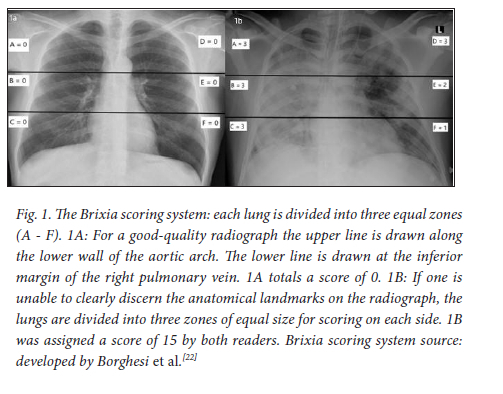 1a
1b
L
A = 0
D = 0
A = 3
D = 3
B = 0
E = 0
B = 3
E = 2
C = 0
F = 0
C = 3
F = 1
Fig. 1. The Brixia scoring system: each lung is divided into three equal zones
(A - F). 1A: For a good-quality radiograph the upper line is drawn along
the lower wall of the aortic arch. The lower line is drawn at the inferior
margin of the right pulmonary vein. 1A totals a score of 0. 1B: If one is
unable to clearly discern the anatomical landmarks on the radiograph, the
lungs are divided into three zones of equal size for scoring on each side. 1B
was assigned a score of 15 by both readers. Brixia scoring system source:
developed by Borghesi et al.[22]